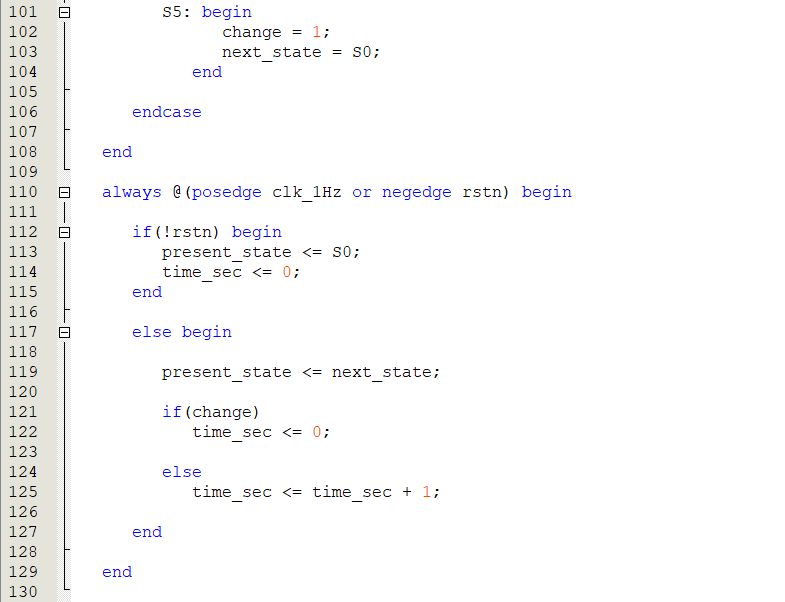 101 S5: begin
102 change = 1;
103 next_state = S0;
104 end
105
106 endcase
107
108 end
109
110 always @(posedge clk_1Hz or negedge rstn) begin
111
112 if(!rstn) begin
113 present_state <= S0;
114 time_sec <= 0;
115 end
116
117 else begin
118
119 present_state <= next_state;
120
121 if(change)
122 time_sec <= 0;
123
124 else
125 time_sec <= time_sec + 1;
126
127 end
128
129 end
130